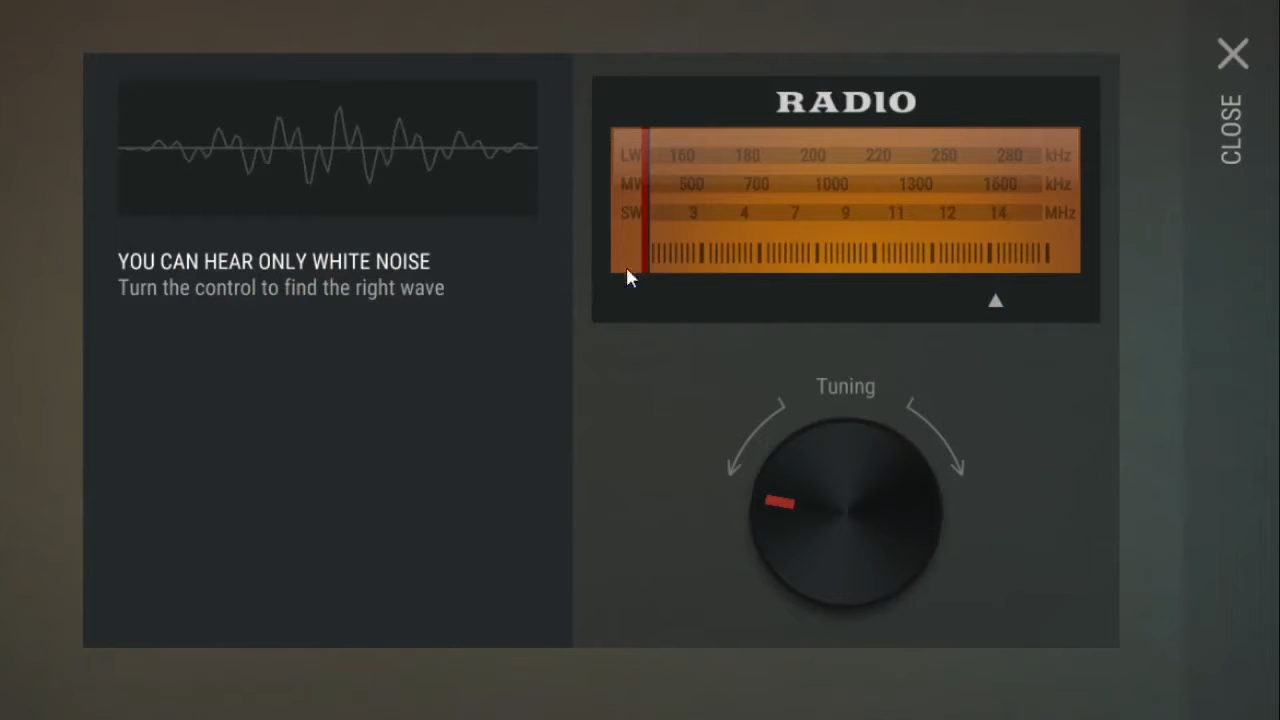 RADIO
LW 160 180 200 220 250 280 kHz
MW 500 700 1000 1300 1600 kHz
SW 3 4 7 9 11 12 14 MHz
YOU CAN HEAR ONLY WHITE NOISE
Turn the control to find the right wave
Tuning
CLOSE